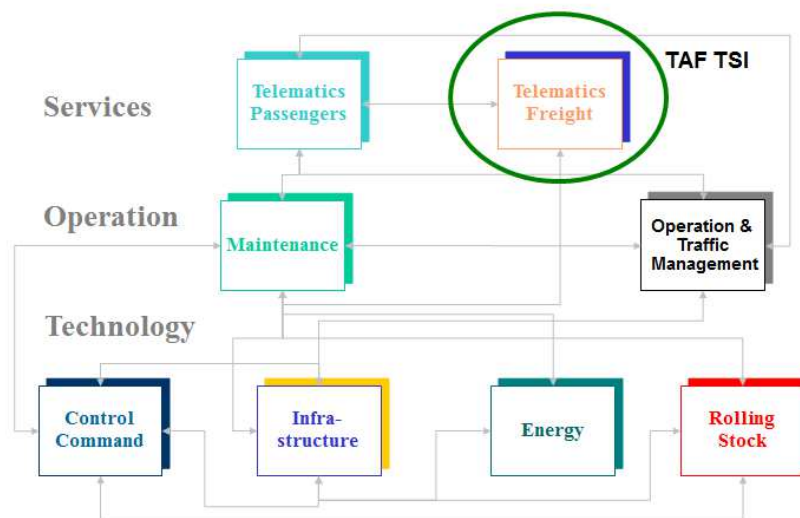 TAF TSI
Telematics
Passengers
Telematics
Freight
Services
Operation
Maintenance
Operation &
Traffic
Management
Technology
Control
Command
Infra-
structure
Energy
Rolling
Stock